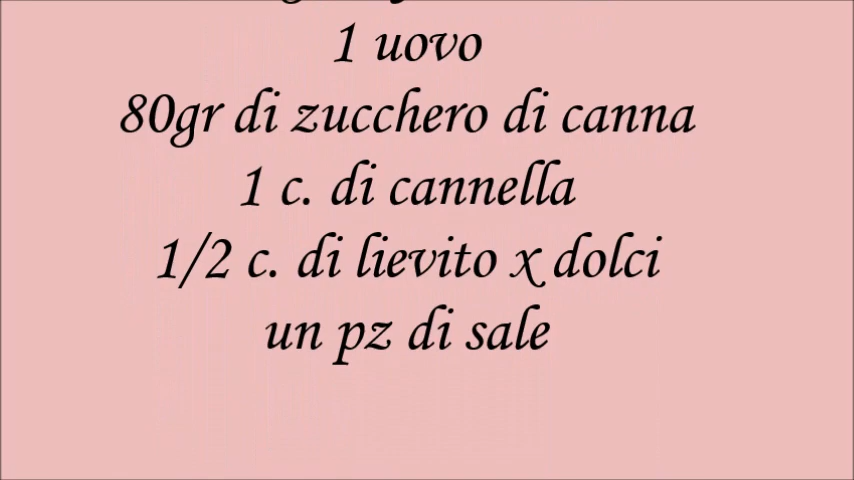 1 uovo
80gr di zucchero di canna
1 c. di cannella
1/2 c. di lievito x dolci
un pz di sale